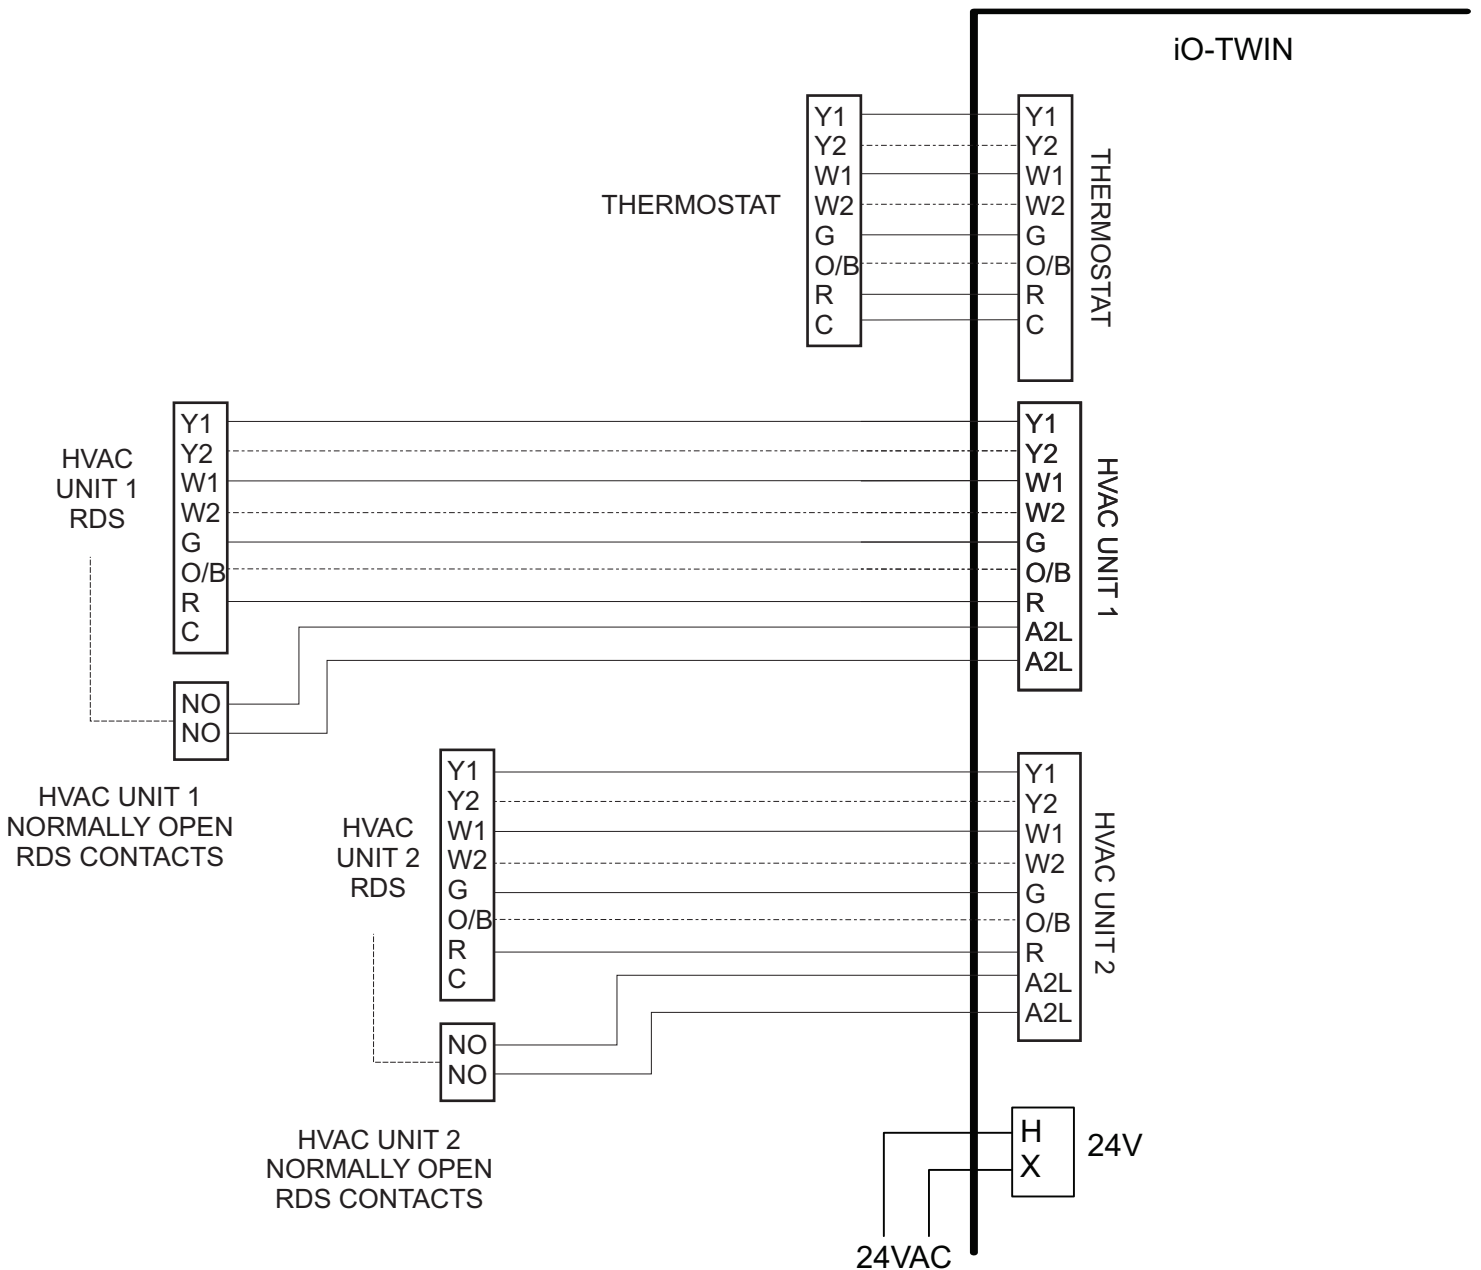 iO-TWIN
THERMOSTAT
Y1
Y2
W1
W2
G
O/B
R
C
Y1
Y2
W1
W2
G
O/B
R
C
THERMOSTAT
HVAC
UNIT 1
RDS
Y1
Y2
W1
W2
G
O/B
R
C
NO
NO
HVAC UNIT 1
NORMALLY OPEN
RDS CONTACTS
Y1
Y2
W1
W2
G
O/B
R
A2L
A2L
HVAC UNIT 1
HVAC
UNIT 2
RDS
Y1
Y2
W1
W2
G
O/B
R
C
NO
NO
HVAC UNIT 2
NORMALLY OPEN
RDS CONTACTS
Y1
Y2
W1
W2
G
O/B
R
A2L
A2L
HVAC UNIT 2
H
X
24V
24VAC